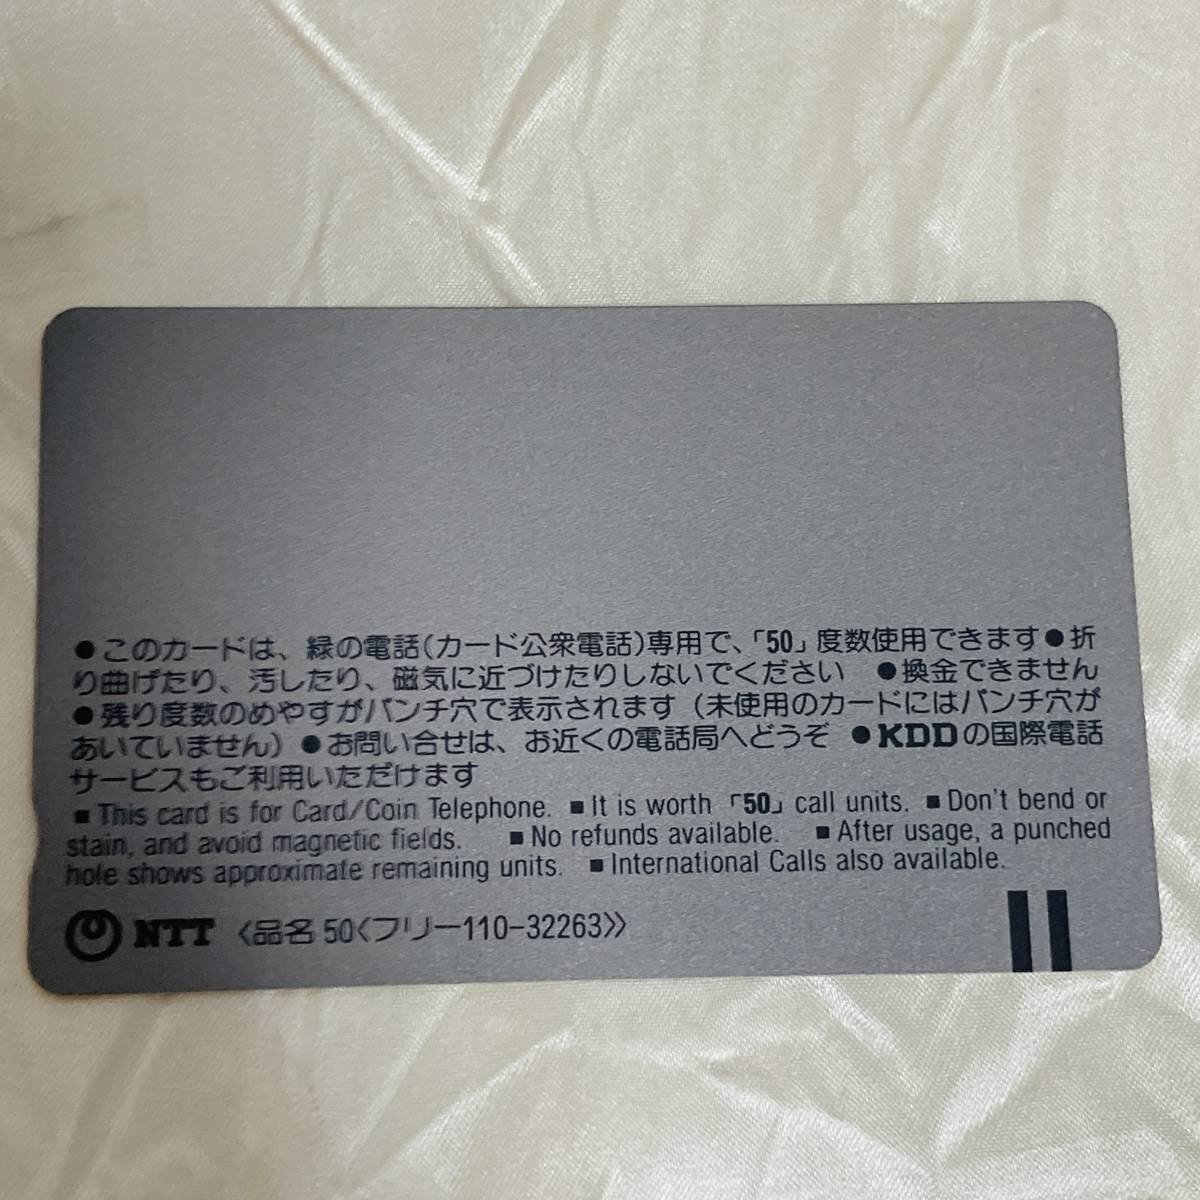 ●このカードは、緑の電話(カード公衆電話)専用で、「50」度数使用できます●折
り曲げたり、汚したり、磁気に近づけたりしないでください ●換金できません
●残り度数のめやすがパンチ穴で表示されます(未使用のカードにはパンチ穴が
あいていません)●お問い合せは、お近くの電話局へどうぞ ●KDDの国際電話
サービスもご利用いただけます
■This card is for Card/Coin Telephone. ■It is worth「50」call units. ■Don't bend or
stain, and avoid magnetic fields. ■No refunds available. ■After usage, a punched
hole shows approximate remaining units. ■International Calls also available.
NTT 〈品名 50〈フリー110-32263〉〉